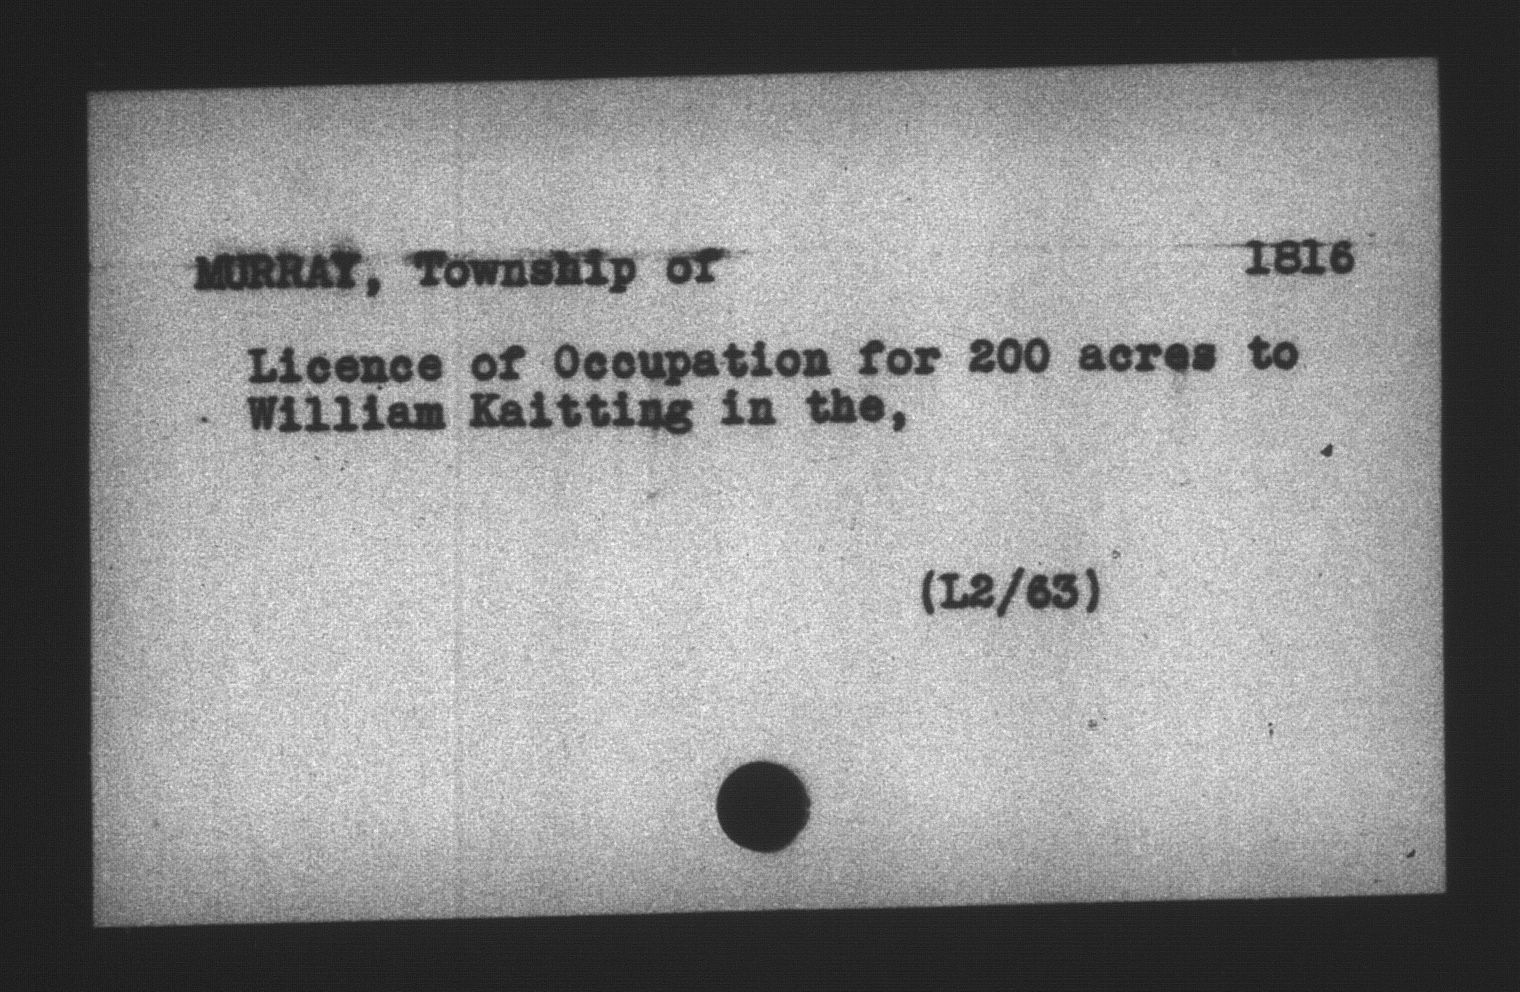 MURRAY, Township of 1816
Licence of Occupation for 200 acres to
William Kaitting in the,
(L2/63)